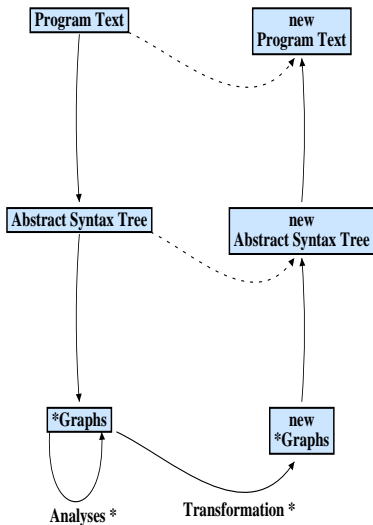 Program Text
new
Program Text
Abstract Syntax Tree
new
Abstract Syntax Tree
*Graphs
new
*Graphs
Analyses *
Transformation *